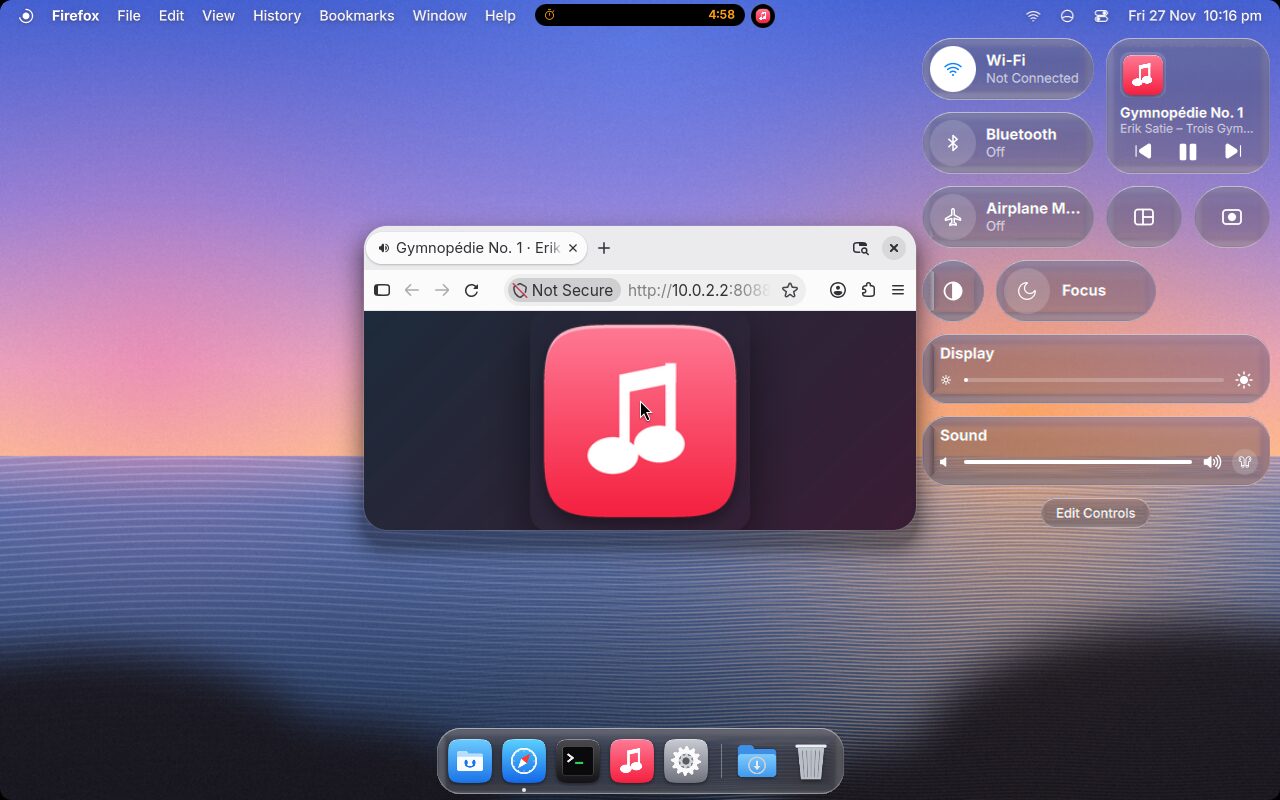 Firefox File Edit View History Bookmarks Window Help 4:58 Fri 27 Nov 10:16 pm
Wi-Fi
Not Connected
Gymnopédie No. 1
Erik Satie – Trois Gym...
Bluetooth
Off
Airplane M...
Off
Focus
Display
Sound
Edit Controls
Gymnopédie No. 1 · Erik
Not Secure http://10.0.2.2:8088